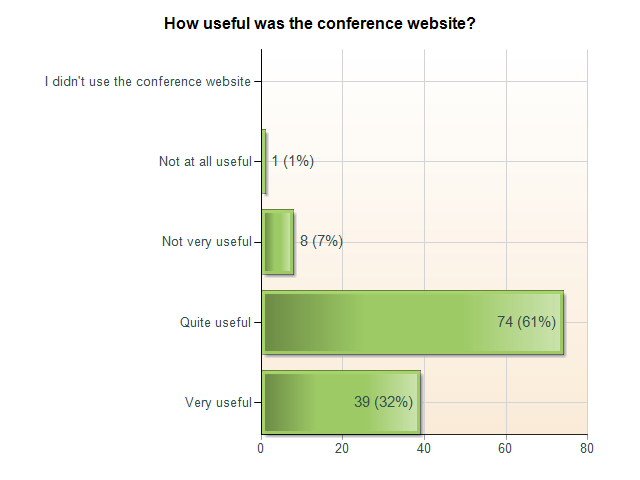 How useful was the conference website?
I didn't use the conference website
Not at all useful 1 (1%)
Not very useful 8 (7%)
Quite useful 74 (61%)
Very useful 39 (32%)
0 20 40 60 80